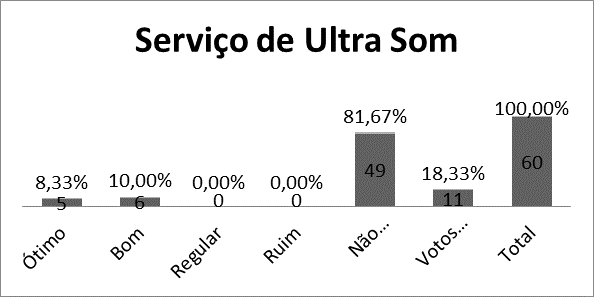 Serviço de Ultra Som
8,33% 10,00% 0,00% 0,00% 81,67% 18,33% 100,00%
5 6 0 0 49 11 60
Ótimo Bom Regular Ruim Não... Votos... Total